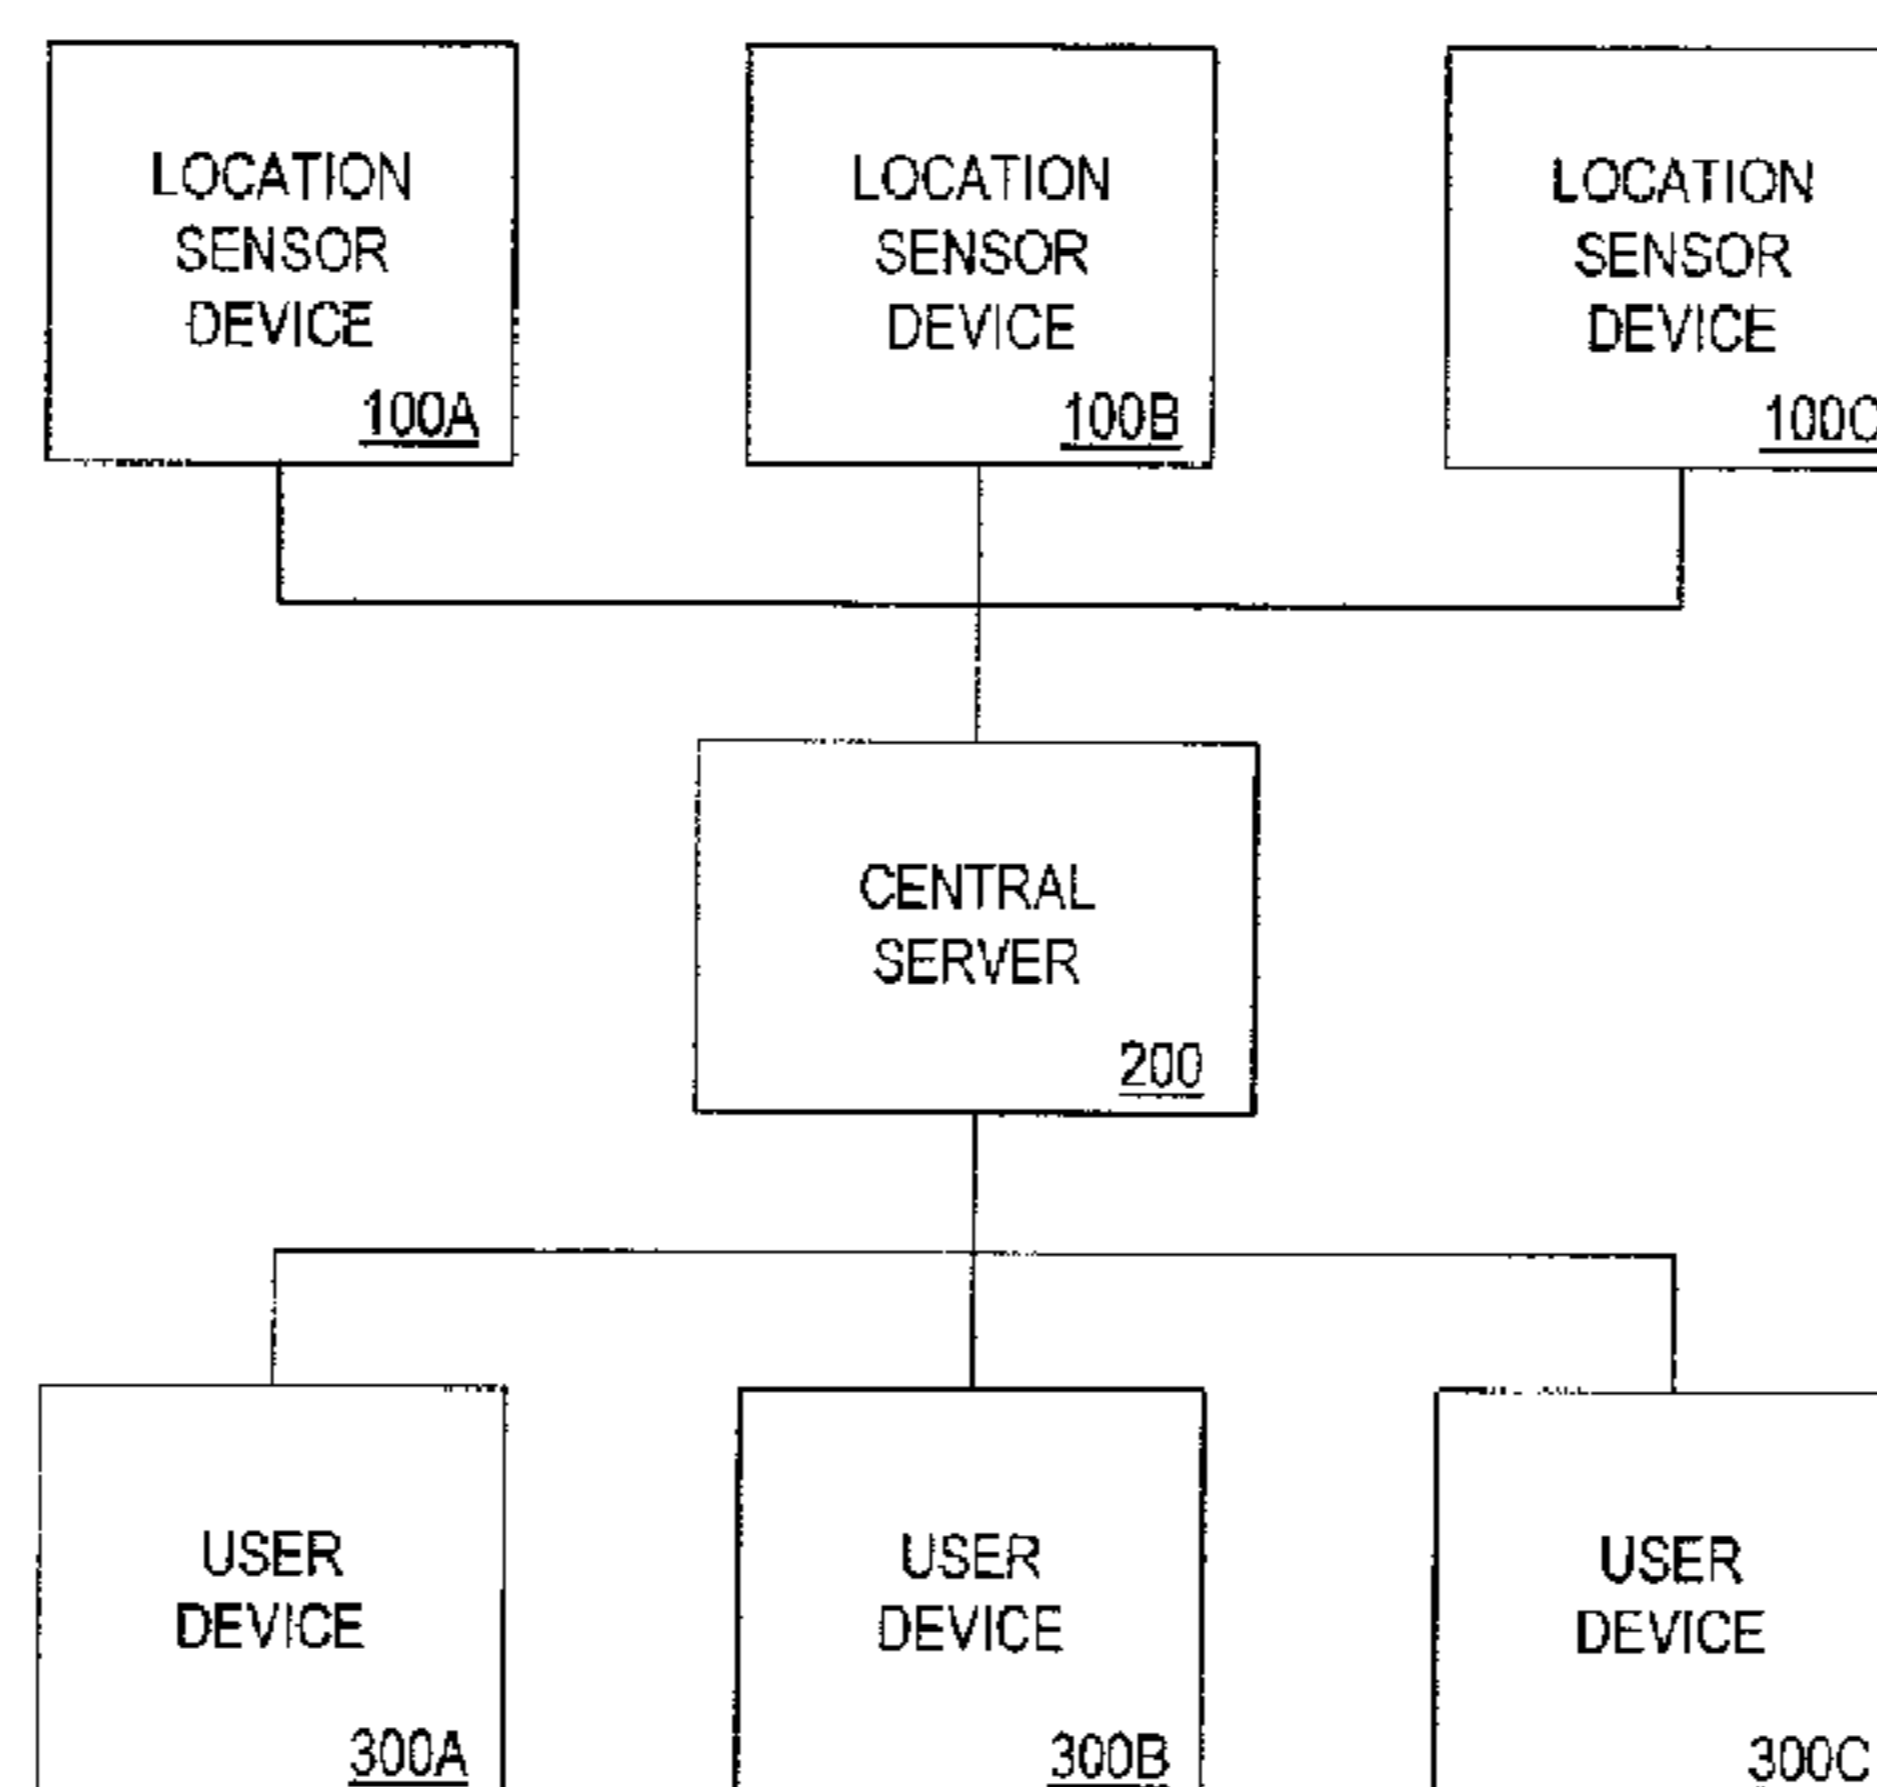 LOCATION
SENSOR
DEVICE
100A
LOCATION
SENSOR
DEVICE
100B
LOCATION
SENSOR
DEVICE
100C
CENTRAL
SERVER
200
USER
DEVICE
300A
USER
DEVICE
300B
USER
DEVICE
300C